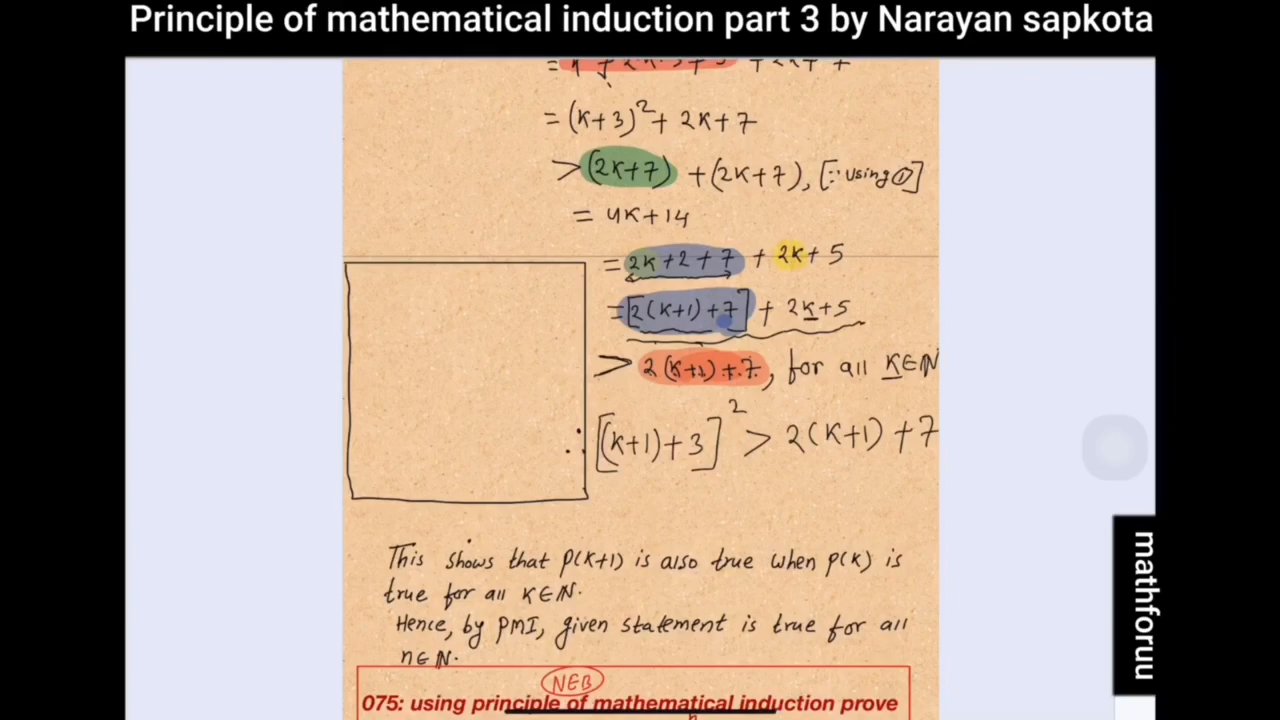 Principle of mathematical induction part 3 by Narayan sapkota
= (k+3)² + 2k+7
> (2k+7) + (2k+7), [∵ using ①]
= 4k+14
= 2k+2+7 + 2k+5
= [2(k+1)+7] + 2k+5
> 2(k+1)+7, for all k∈ℕ
∴ [(k+1)+3]² > 2(k+1)+7
This shows that p(k+1) is also true when p(k) is
true for all k∈ℕ.
Hence, by PMI, given statement is true for all
n∈ℕ.
NEB
075: using principle of mathematical induction prove
mathforuu